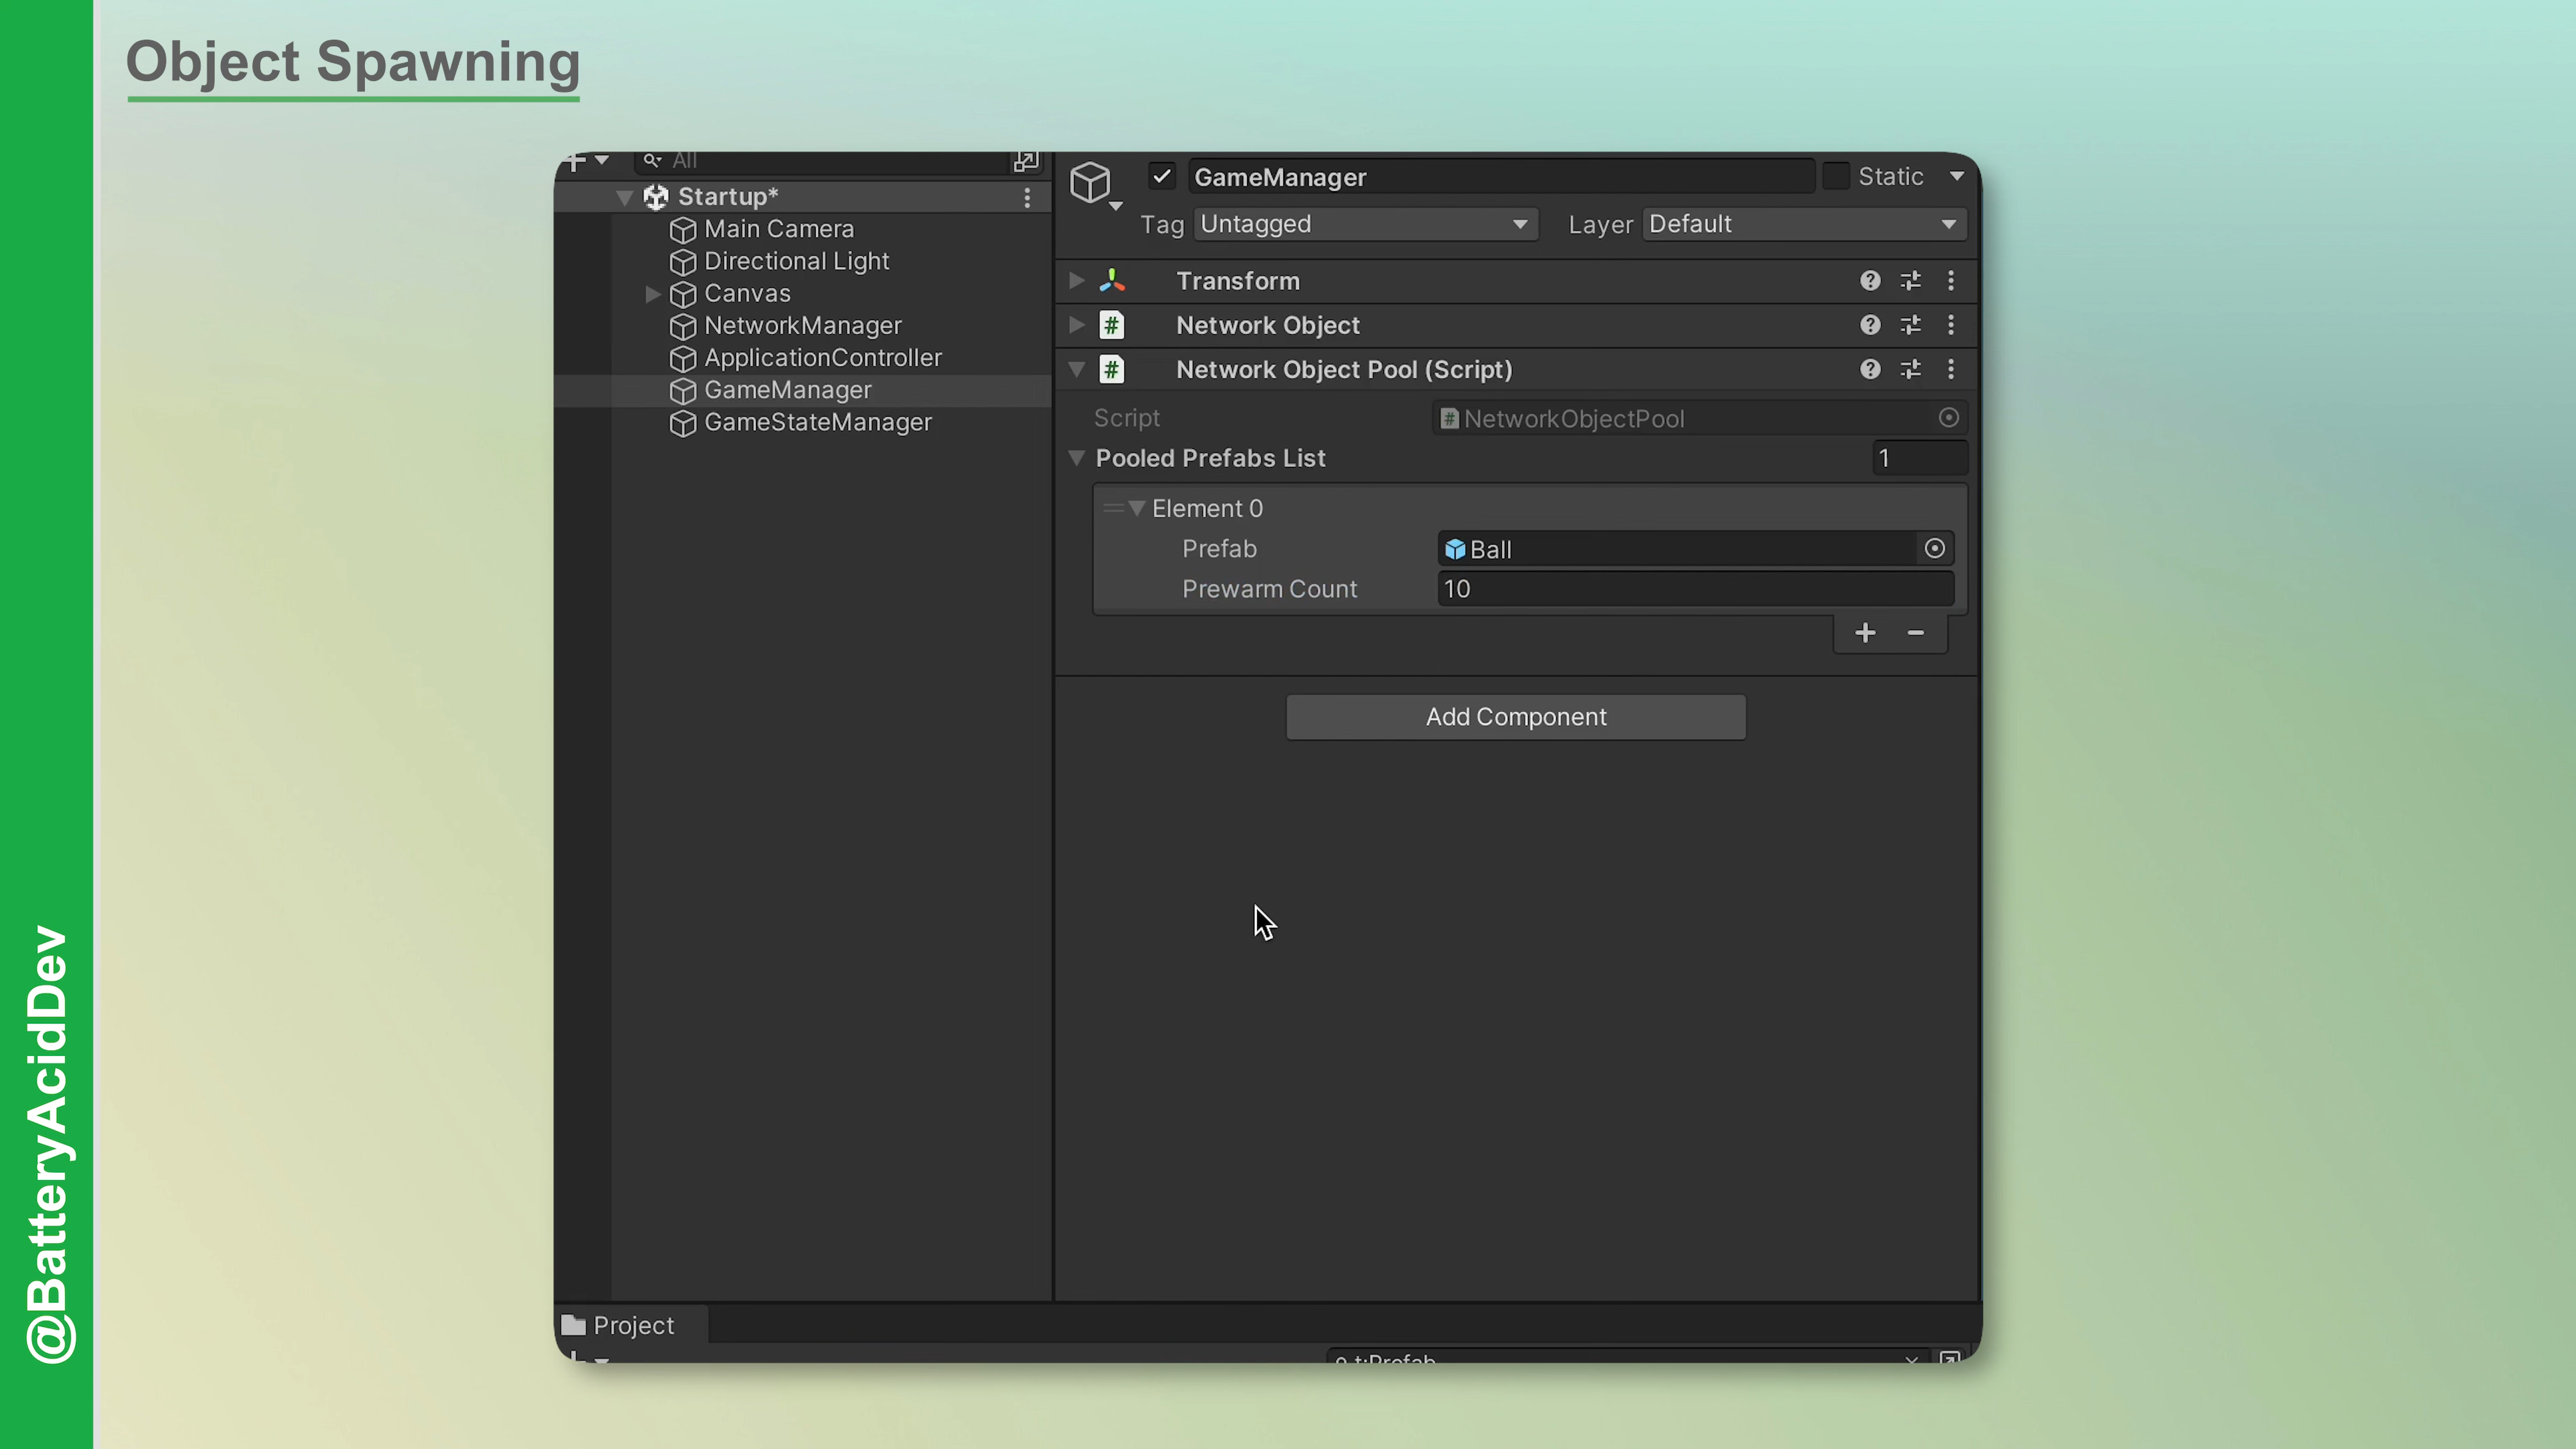 Object Spawning
All
Startup*
Main Camera
Directional Light
Canvas
NetworkManager
ApplicationController
GameManager
GameStateManager
GameManager
Static
Tag Untagged Layer Default
Transform
Network Object
Network Object Pool (Script)
Script NetworkObjectPool
Pooled Prefabs List 1
Element 0
Prefab Ball
Prewarm Count 10
Add Component
Project
t:Prefab
@BatteryAcidDev